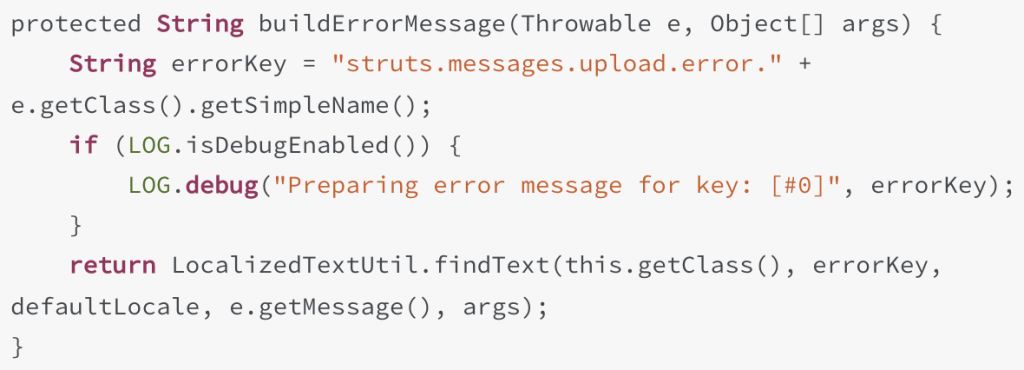 protected String buildErrorMessage(Throwable e, Object[] args) {
    String errorKey = "struts.messages.upload.error." +
e.getClass().getSimpleName();
    if (LOG.isDebugEnabled()) {
        LOG.debug("Preparing error message for key: [#0]", errorKey);
    }
    return LocalizedTextUtil.findText(this.getClass(), errorKey,
defaultLocale, e.getMessage(), args);
}